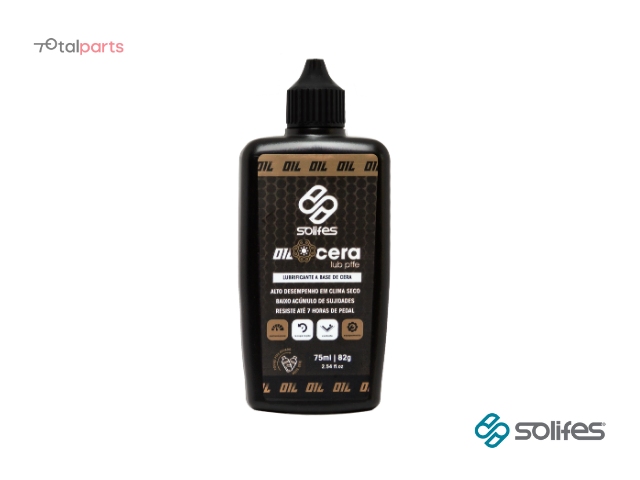 TOtalparts
OIL OIL OIL OIL OIL
solifes
OIL cera
lub ptfe
LUBRIFICANTE A BASE DE CERA
ALTO DESEMPENHO EM CLIMA SECO
BAIXO ACÚMULO DE SUJIDADES
RESISTE ATÉ 7 HORAS DE PEDAL
75ml | 82g
2.54 fl.oz
OIL OIL OIL OIL OIL
solifes®